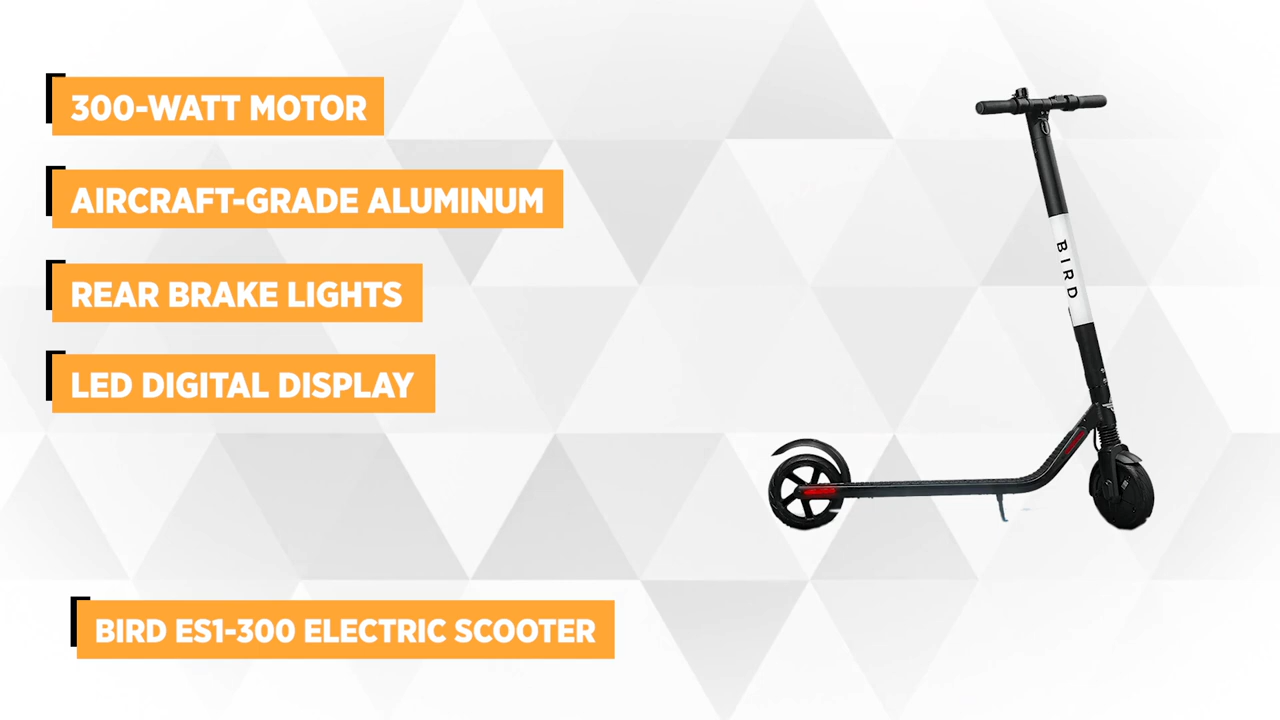 300-WATT MOTOR
AIRCRAFT-GRADE ALUMINUM
REAR BRAKE LIGHTS
LED DIGITAL DISPLAY
BIRD
BIRD ES1-300 ELECTRIC SCOOTER